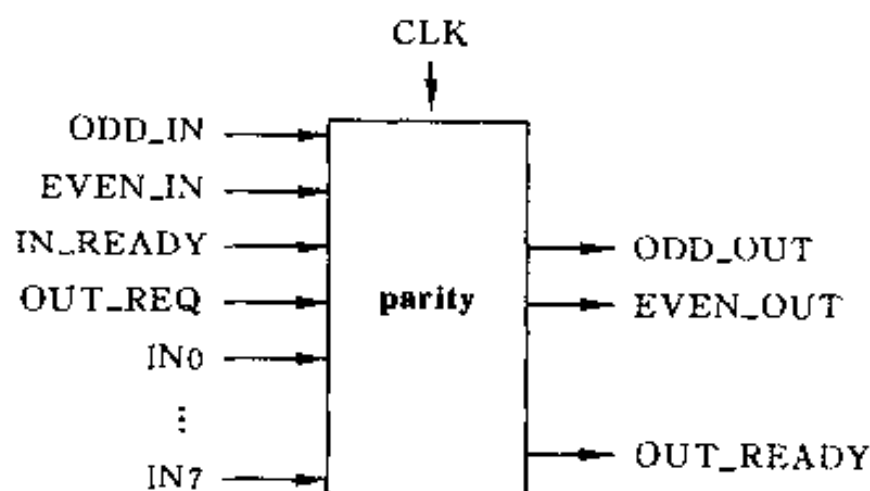 CLK
ODD_IN
EVEN_IN
IN_READY
OUT_REQ
IN0
⋮
IN7
parity
ODD_OUT
EVEN_OUT
OUT_READY